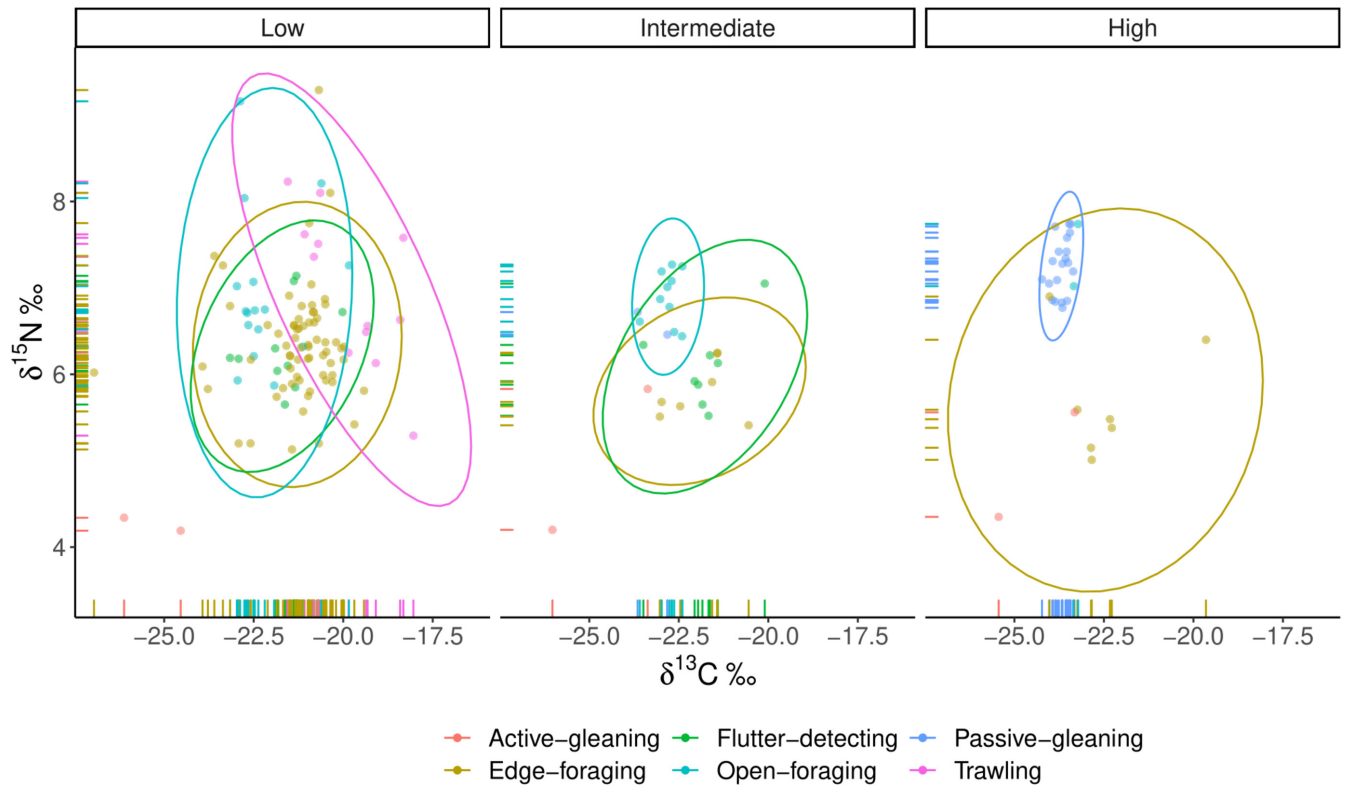 Low
Intermediate
High
δ15N ‰
8
6
4
−25.0 −22.5 −20.0 −17.5
−25.0 −22.5 −20.0 −17.5
−25.0 −22.5 −20.0 −17.5
δ13C ‰
Active−gleaning
Flutter−detecting
Passive−gleaning
Edge−foraging
Open−foraging
Trawling